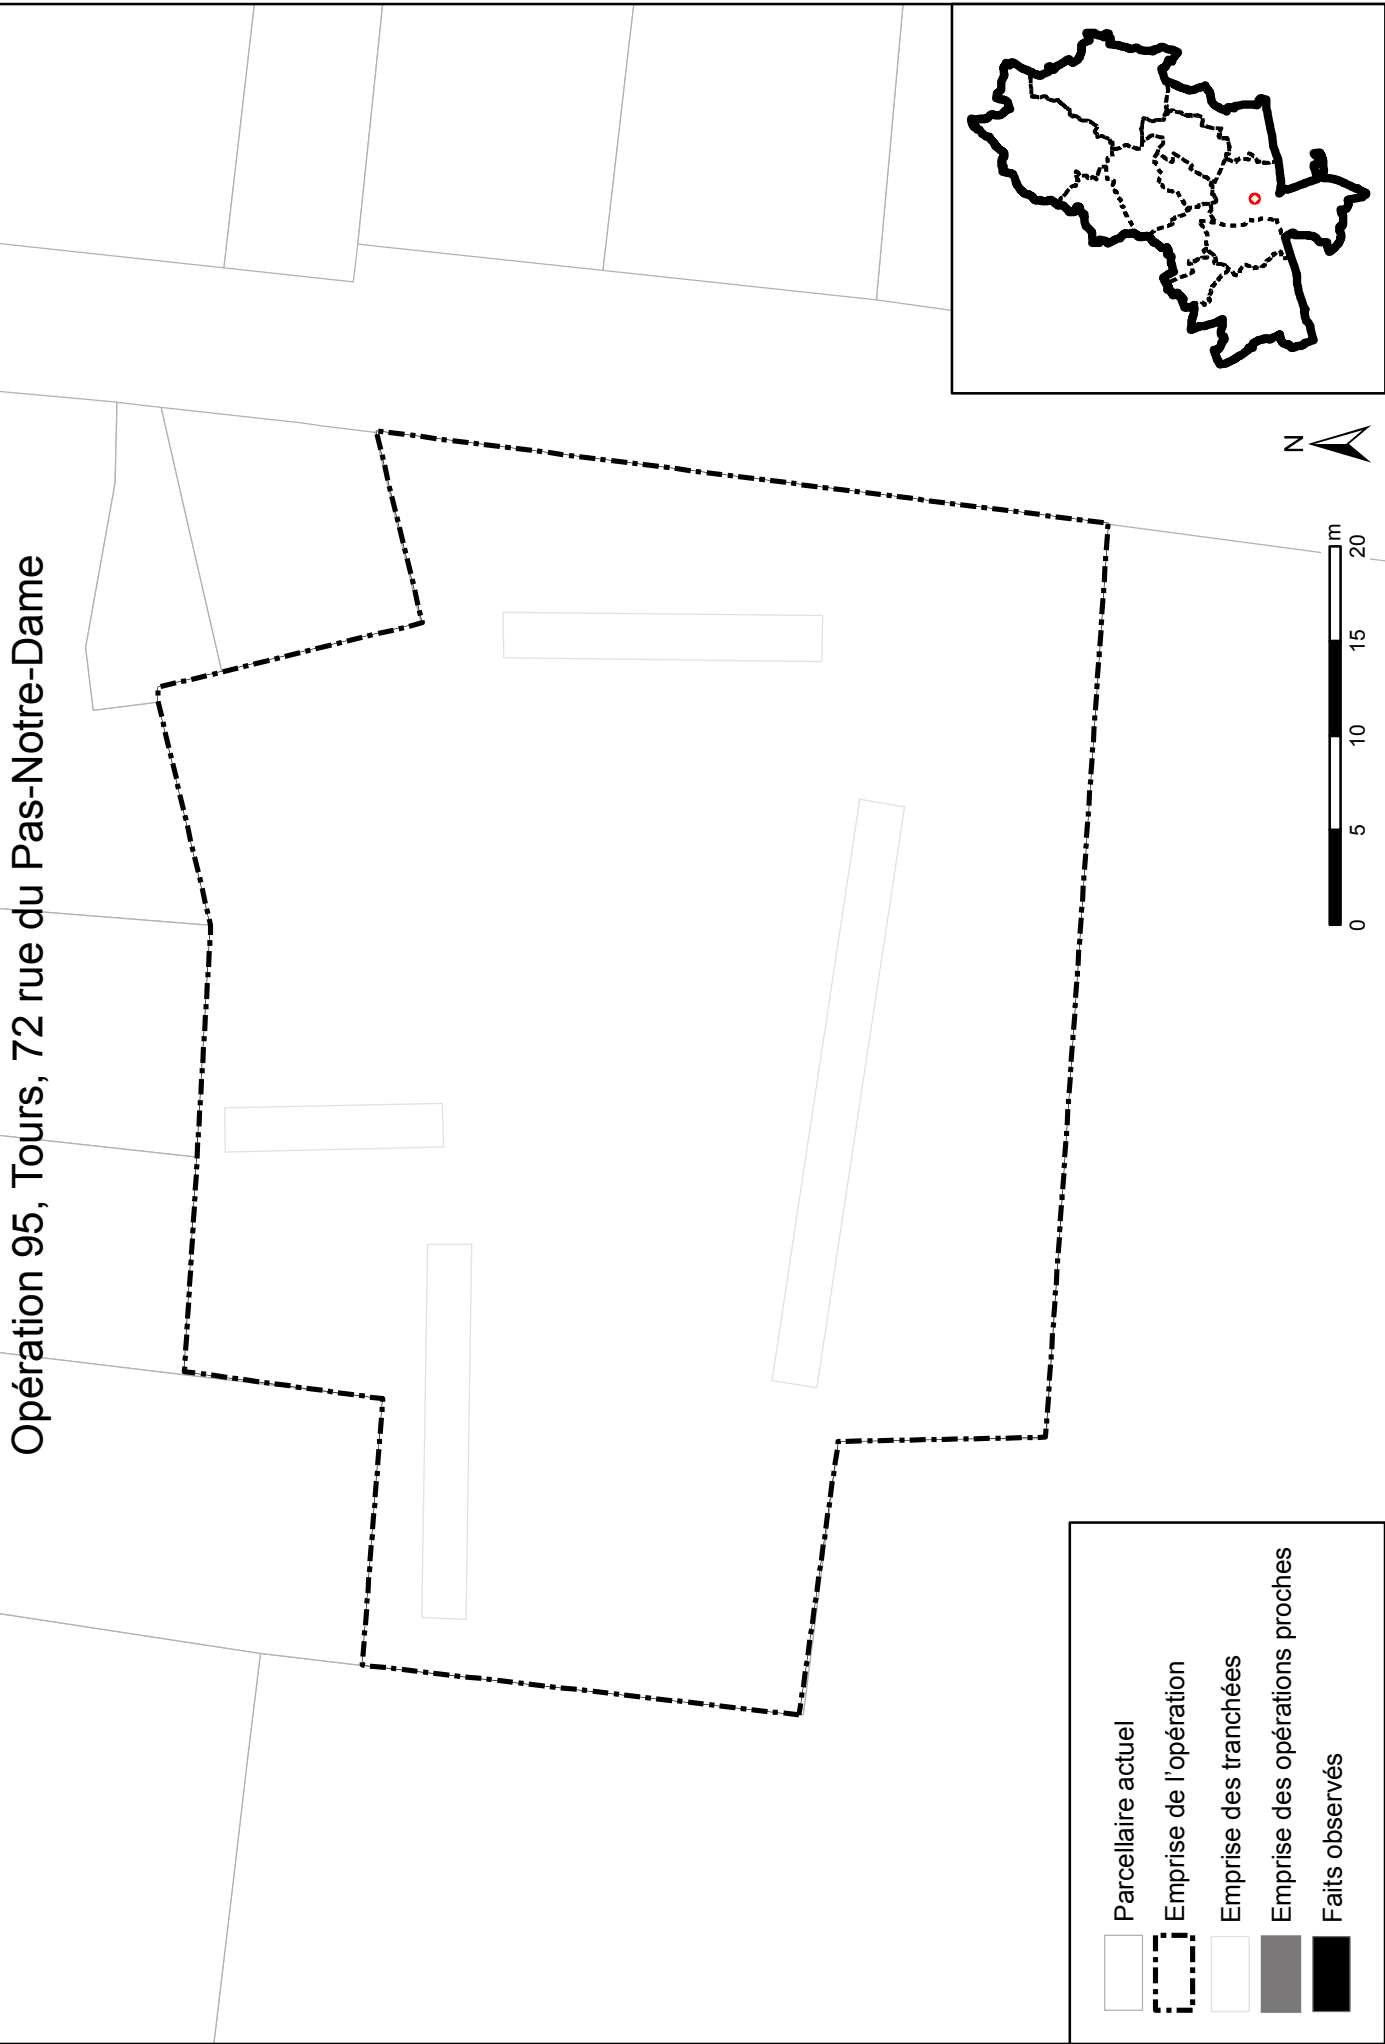 Opération 95, Tours, 72 rue du Pas-Notre-Dame
Parcellaire actuel
Emprise de l'opération
Emprise des tranchées
Emprise des opérations proches
Faits observés
0 5 10 15 20 m
N